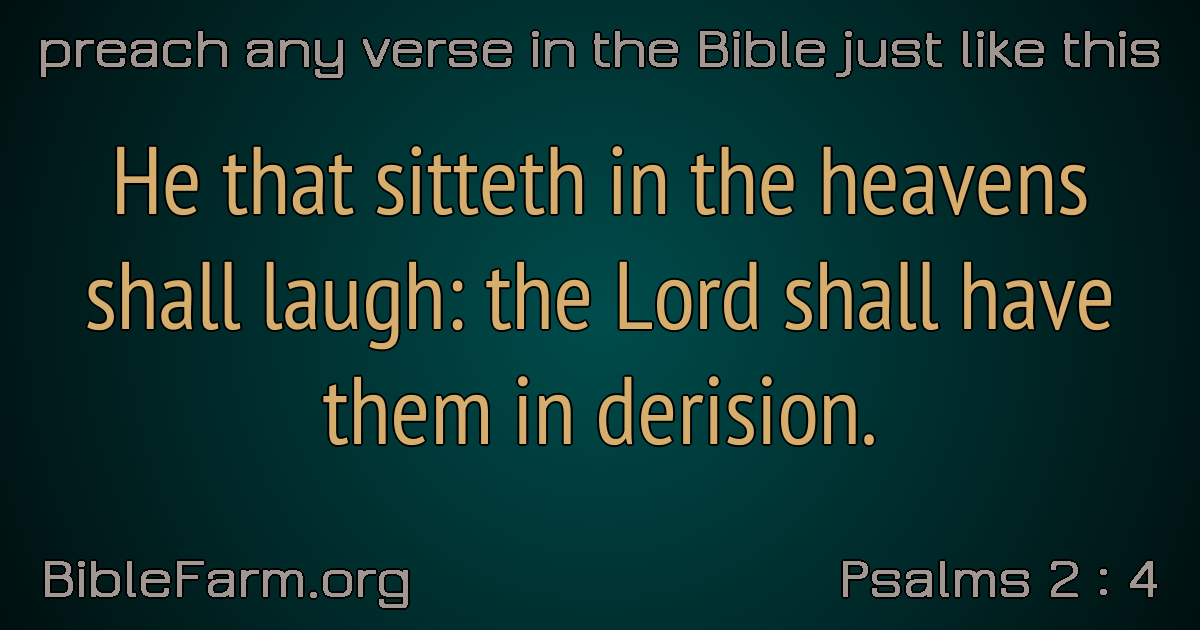 preach any verse in the Bible just like this
He that sitteth in the heavens
shall laugh: the Lord shall have
them in derision.
BibleFarm.org
Psalms 2 : 4